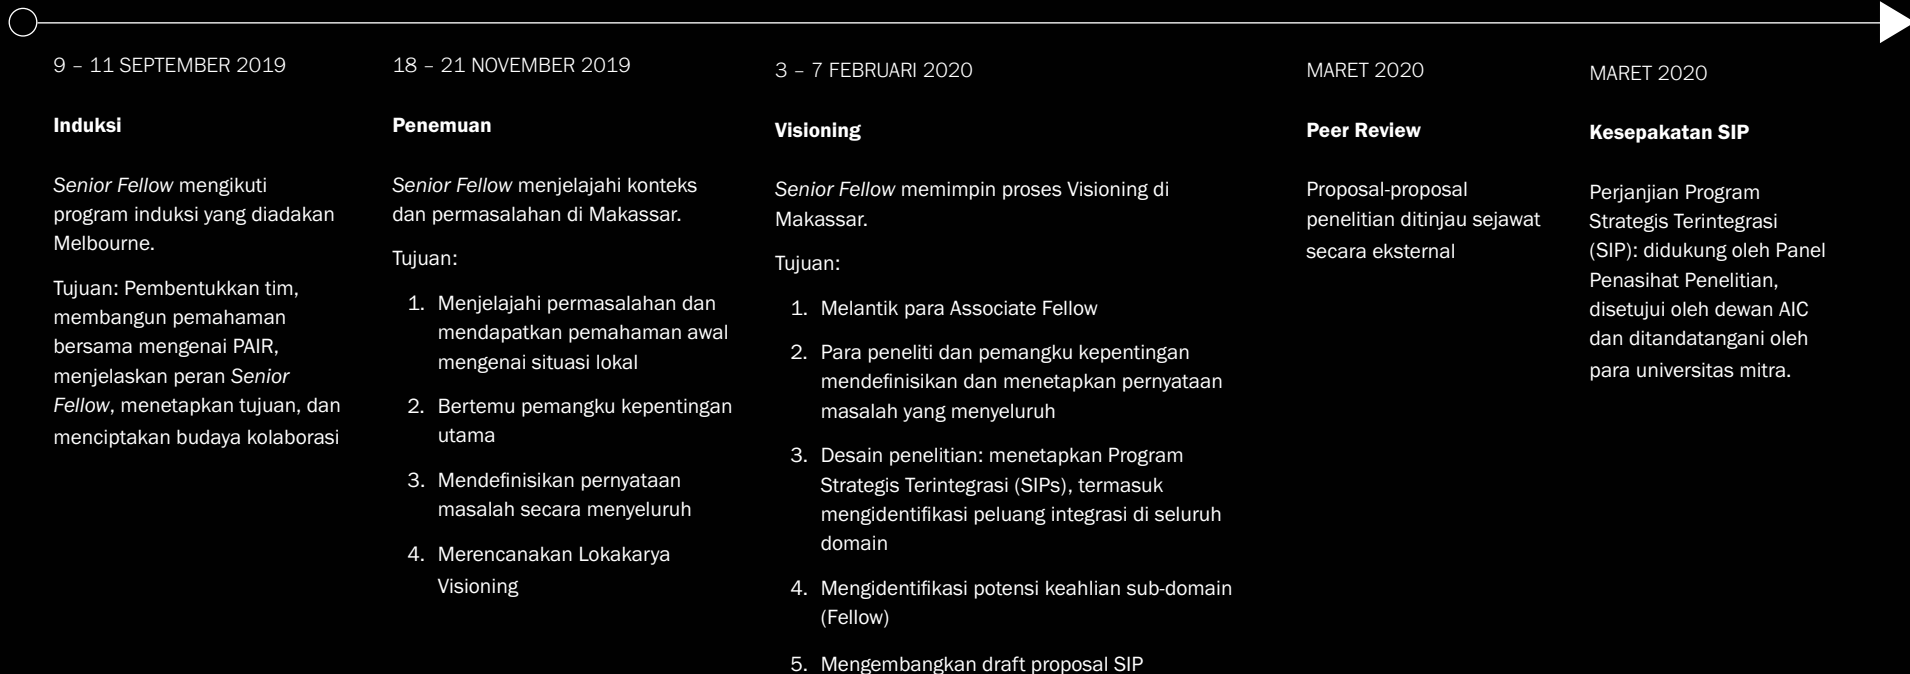 9 – 11 SEPTEMBER 2019
Induksi
Senior Fellow mengikuti
program induksi yang diadakan
Melbourne.
Tujuan: Pembentukkan tim,
membangun pemahaman
bersama mengenai PAIR,
menjelaskan peran Senior
Fellow, menetapkan tujuan, dan
menciptakan budaya kolaborasi
18 – 21 NOVEMBER 2019
Penemuan
Senior Fellow menjelajahi konteks
dan permasalahan di Makassar.
Tujuan:
1. Menjelajahi permasalahan dan
mendapatkan pemahaman awal
mengenai situasi lokal
2. Bertemu pemangku kepentingan
utama
3. Mendefinisikan pernyataan
masalah secara menyeluruh
4. Merencanakan Lokakarya
Visioning
3 – 7 FEBRUARI 2020
Visioning
Senior Fellow memimpin proses Visioning di
Makassar.
Tujuan:
1. Melantik para Associate Fellow
2. Para peneliti dan pemangku kepentingan
mendefinisikan dan menetapkan pernyataan
masalah yang menyeluruh
3. Desain penelitian: menetapkan Program
Strategis Terintegrasi (SIPs), termasuk
mengidentifikasi peluang integrasi di seluruh
domain
4. Mengidentifikasi potensi keahlian sub-domain
(Fellow)
5. Mengembangkan draft proposal SIP
MARET 2020
Peer Review
Proposal-proposal
penelitian ditinjau sejawat
secara eksternal
MARET 2020
Kesepakatan SIP
Perjanjian Program
Strategis Terintegrasi
(SIP): didukung oleh Panel
Penasihat Penelitian,
disetujui oleh dewan AIC
dan ditandatangani oleh
para universitas mitra.